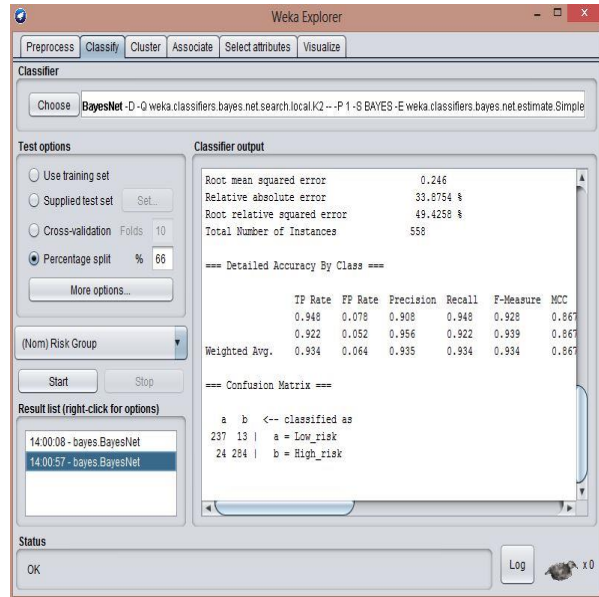 Weka Explorer
Preprocess Classify Cluster Associate Select attributes Visualize
Classifier
Choose BayesNet -D -Q weka.classifiers.bayes.net.search.local.K2 -- -P 1 -S BAYES -E weka.classifiers.bayes.net.estimate.Simple
Test options
Use training set
Supplied test set Set...
Cross-validation Folds 10
Percentage split % 66
More options...
(Nom) Risk Group
Start Stop
Result list (right-click for options)
14:00:08 - bayes.BayesNet
14:00:57 - bayes.BayesNet
Classifier output
Root mean squared error 0.246
Relative absolute error 33.8754 %
Root relative squared error 49.4258 %
Total Number of Instances 558
=== Detailed Accuracy By Class ===
TP Rate FP Rate Precision Recall F-Measure MCC
0.948 0.078 0.908 0.948 0.928 0.867
0.922 0.052 0.956 0.922 0.939 0.867
Weighted Avg. 0.934 0.064 0.935 0.934 0.934 0.867
=== Confusion Matrix ===
a b <-- classified as
237 13 | a = Low_risk
24 284 | b = High_risk
Status
OK
Log
x 0